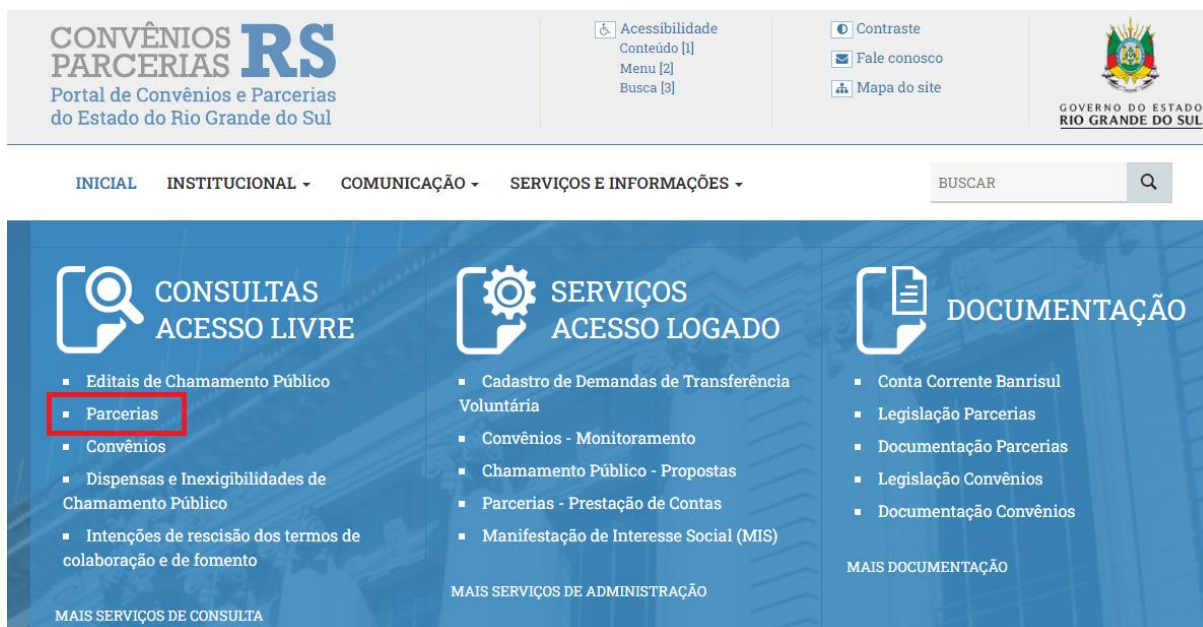 CONVÊNIOS
PARCERIAS RS
Portal de Convênios e Parcerias
do Estado do Rio Grande do Sul
Acessibilidade
Conteúdo [1]
Menu [2]
Busca [3]
Contraste
Fale conosco
Mapa do site
GOVERNO DO ESTADO
RIO GRANDE DO SUL
INICIAL INSTITUCIONAL COMUNICAÇÃO SERVIÇOS E INFORMAÇÕES BUSCAR
CONSULTAS
ACESSO LIVRE
Editais de Chamamento Público
Parcerias
Convênios
Dispensas e Inexigibilidades de
Chamamento Público
Intenções de rescisão dos termos de
colaboração e de fomento
MAIS SERVIÇOS DE CONSULTA
SERVIÇOS
ACESSO LOGADO
Cadastro de Demandas de Transferência
Voluntária
Convênios - Monitoramento
Chamamento Público - Propostas
Parcerias - Prestação de Contas
Manifestação de Interesse Social (MIS)
MAIS SERVIÇOS DE ADMINISTRAÇÃO
DOCUMENTAÇÃO
Conta Corrente Banrisul
Legislação Parcerias
Documentação Parcerias
Legislação Convênios
Documentação Convênios
MAIS DOCUMENTAÇÃO